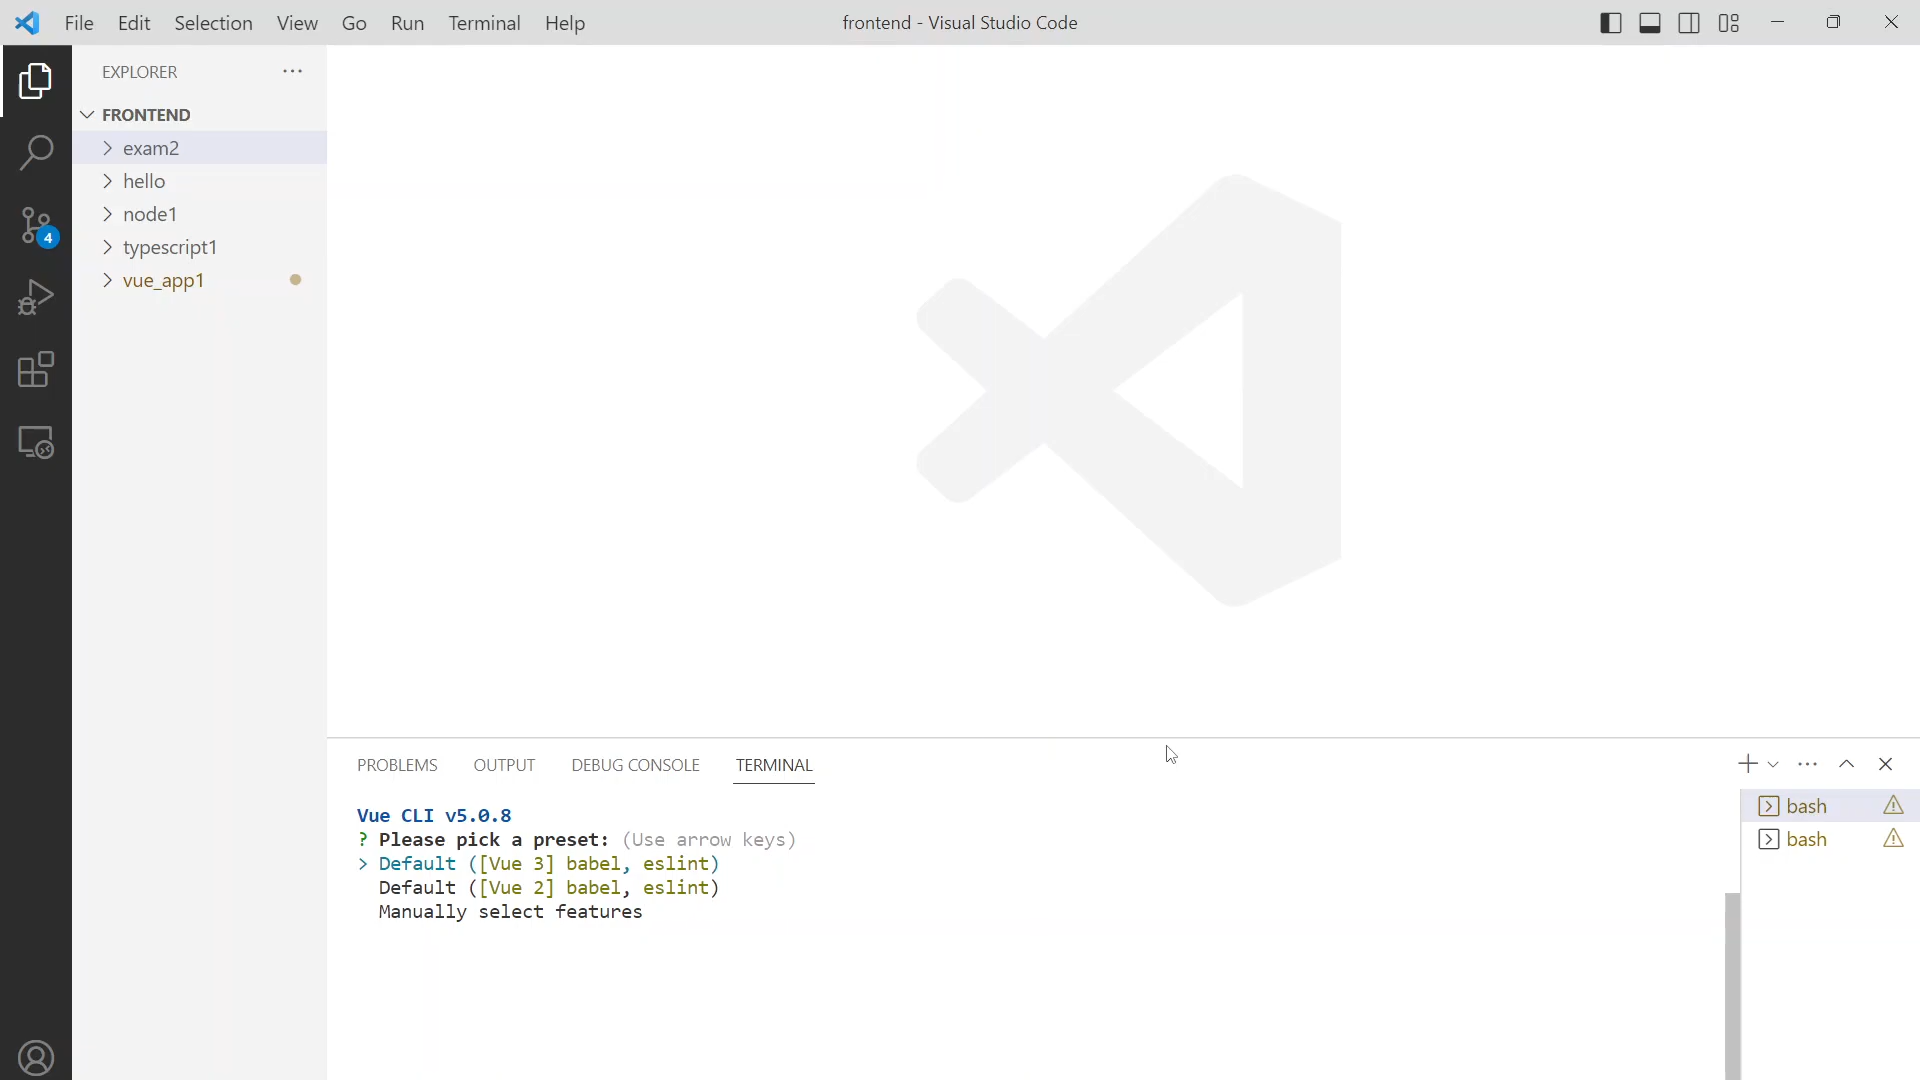 File Edit Selection View Go Run Terminal Help frontend - Visual Studio Code
EXPLORER
FRONTEND
exam2
hello
node1
4
typescript1
vue_app1
PROBLEMS OUTPUT DEBUG CONSOLE TERMINAL
Vue CLI v5.0.8
? Please pick a preset: (Use arrow keys)
> Default ([Vue 3] babel, eslint)
Default ([Vue 2] babel, eslint)
Manually select features
bash
bash